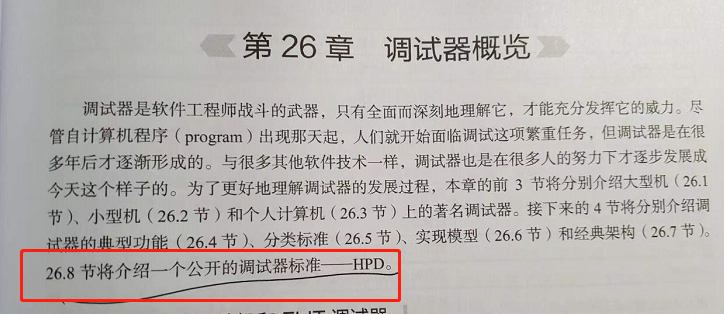 第 26 章 调试器概览
调试器是软件工程师战斗的武器，只有全面而深刻地理解它，才能充分发挥它的威力。尽
管自计算机程序（program）出现那天起，人们就开始面临调试这项繁重任务，但调试器是在很
多年后才逐渐形成的。与很多其他软件技术一样，调试器也是在很多人的努力下才逐步发展成
今天这个样子的。为了更好地理解调试器的发展过程，本章的前 3 节将分别介绍大型机（26.1
节）、小型机（26.2 节）和个人计算机（26.3 节）上的著名调试器。接下来的 4 节将分别介绍调
试器的典型功能（26.4 节）、分类标准（26.5 节）、实现模型（26.6 节）和经典架构（26.7 节）。
26.8 节将介绍一个公开的调试器标准——HPD。
调试器